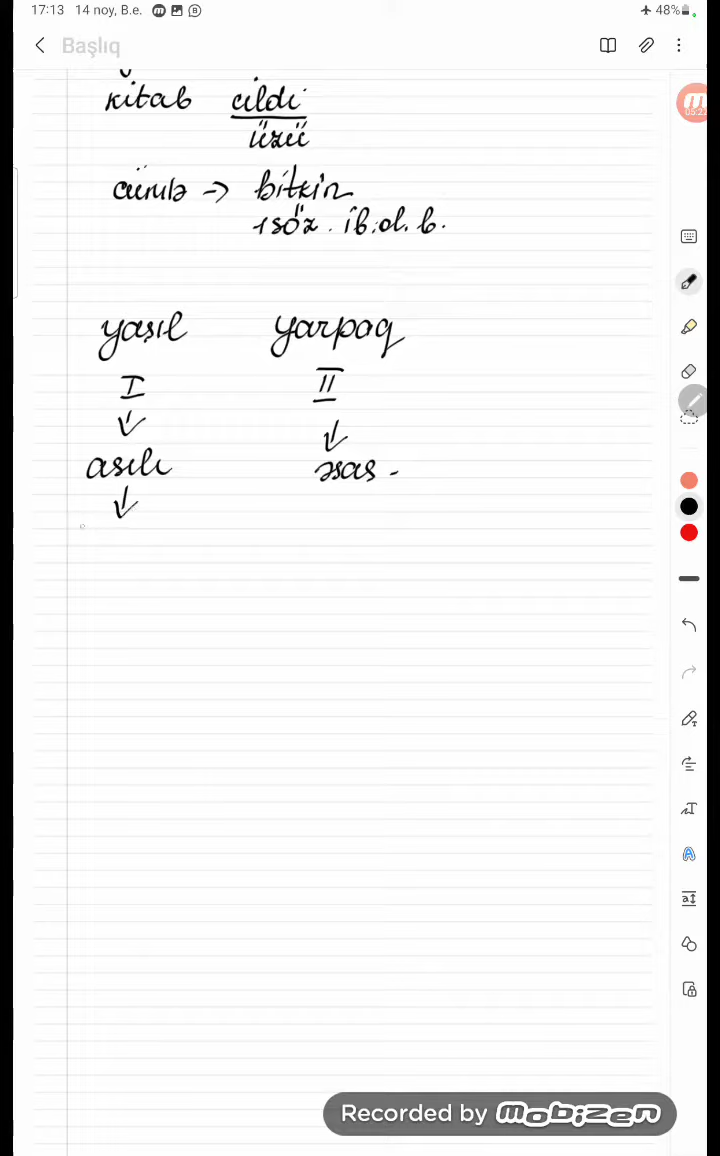 17:13 14 noy, B.e. 48%
Başlıq
kitab cildi
üzü
cümlə → bitkin
1 söz. ib. ol. b.
yaşıl yarpaq
I II
asılı əsas -
Recorded by mobizen